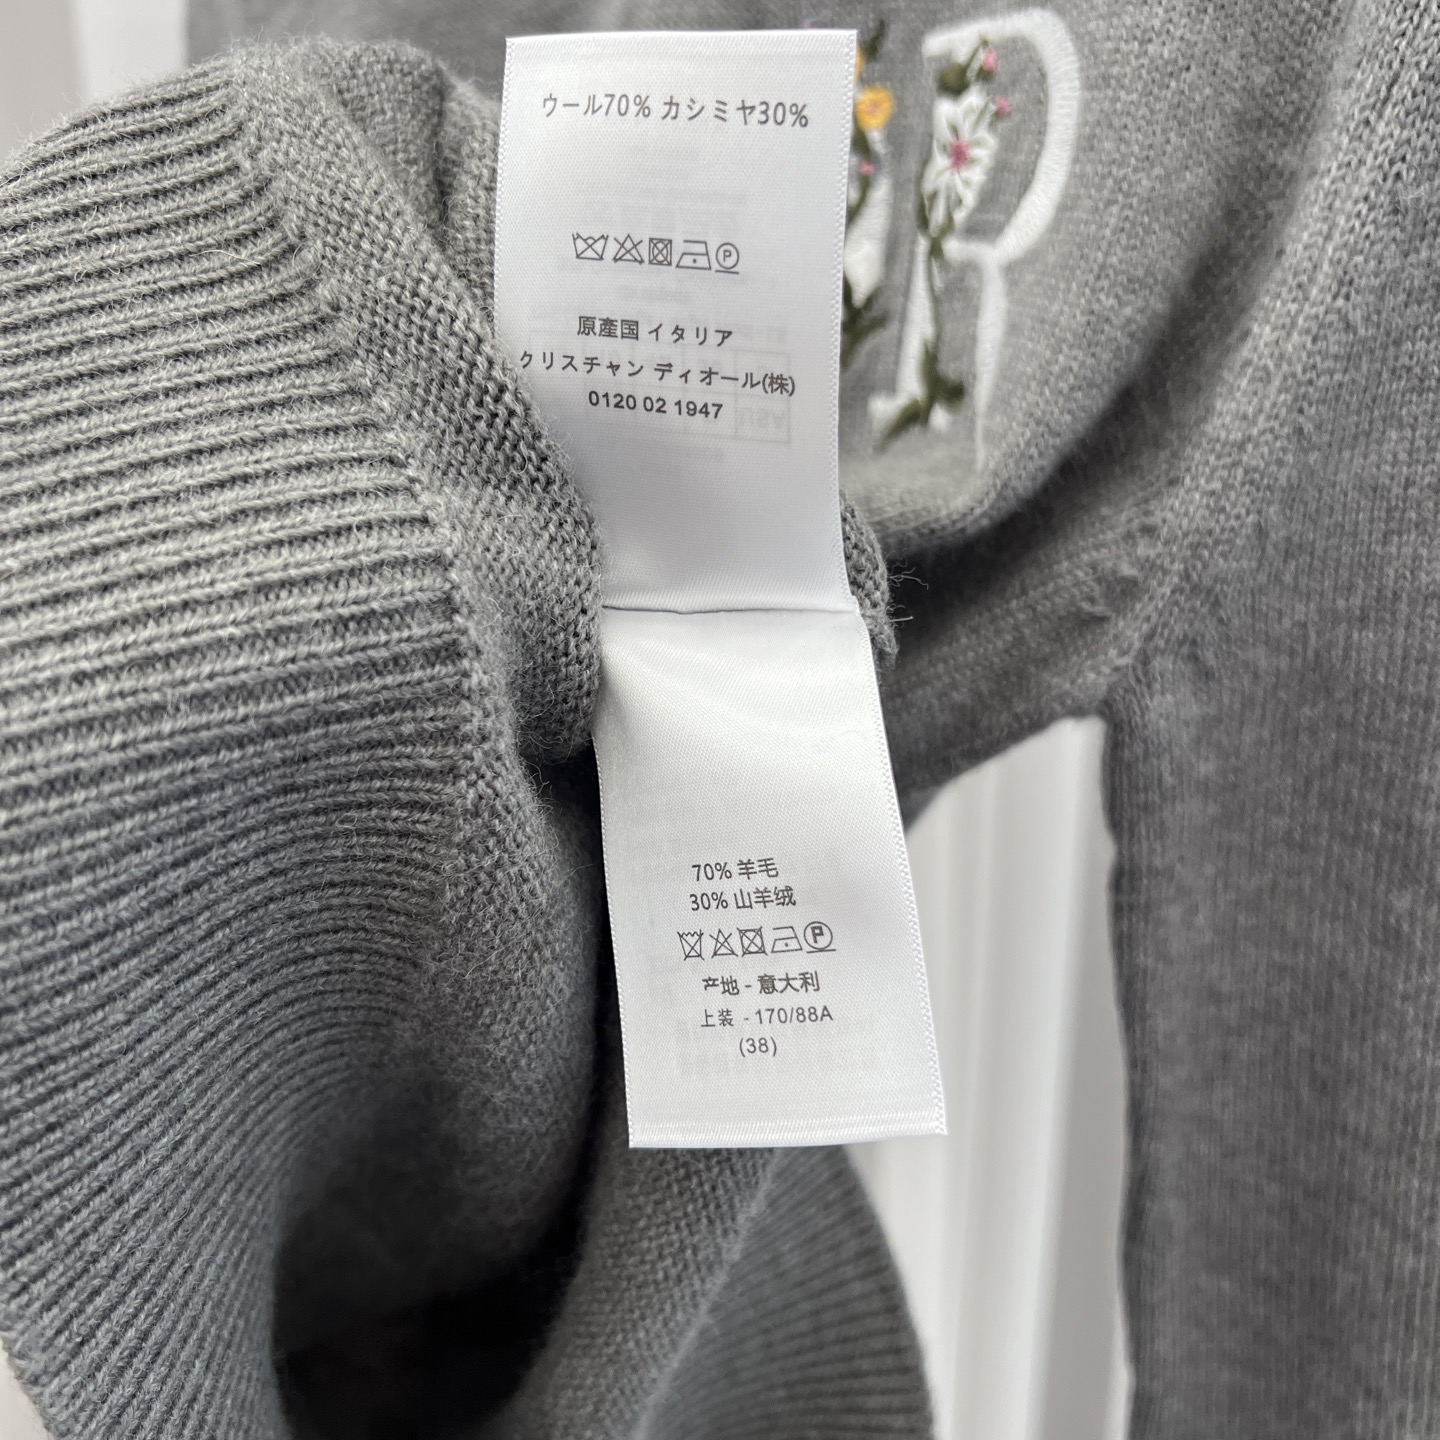 R
ウール70% カシミヤ30%
P
原産国 イタリア
クリスチャン ディオール(株)
0120 02 1947
70% 羊毛
30% 山羊绒
P
产地 - 意大利
上装 - 170/88A
(38)